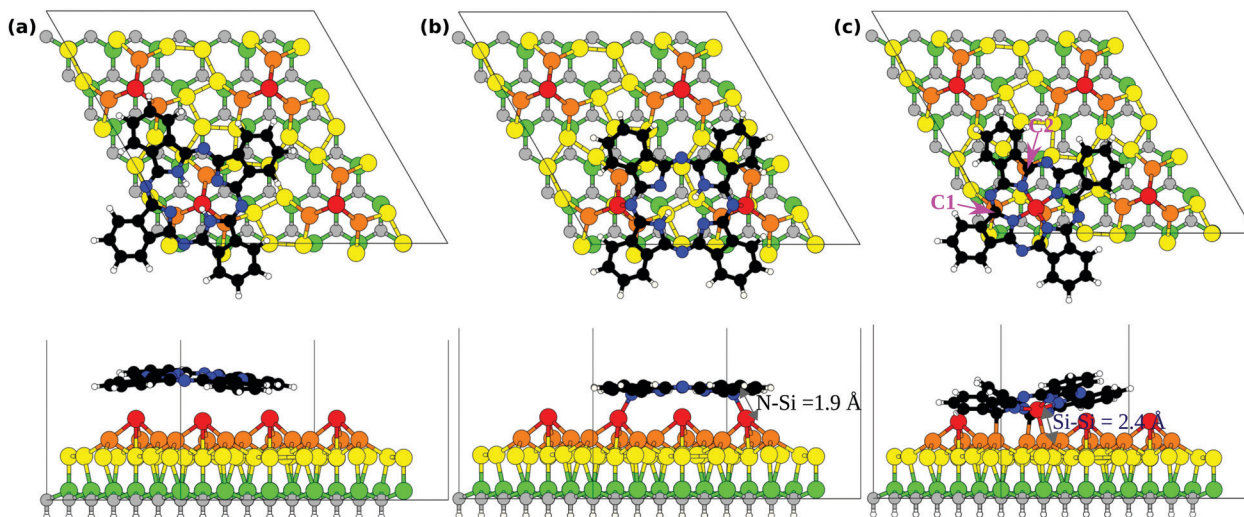 (a)
(b)
(c)
C2
C1
N-Si =1.9 Å
Si-Si = 2.4 Å